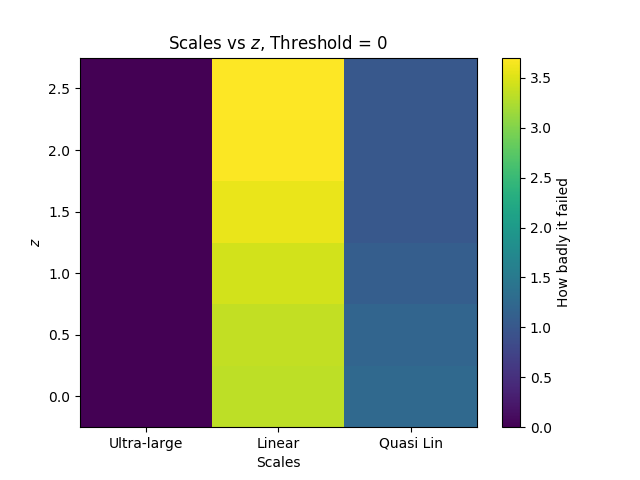 Scales vs z, Threshold = 0
z
2.5
2.0
1.5
1.0
0.5
0.0
Ultra-large Linear Quasi Lin
Scales
3.5
3.0
2.5
2.0
1.5
1.0
0.5
0.0
How badly it failed